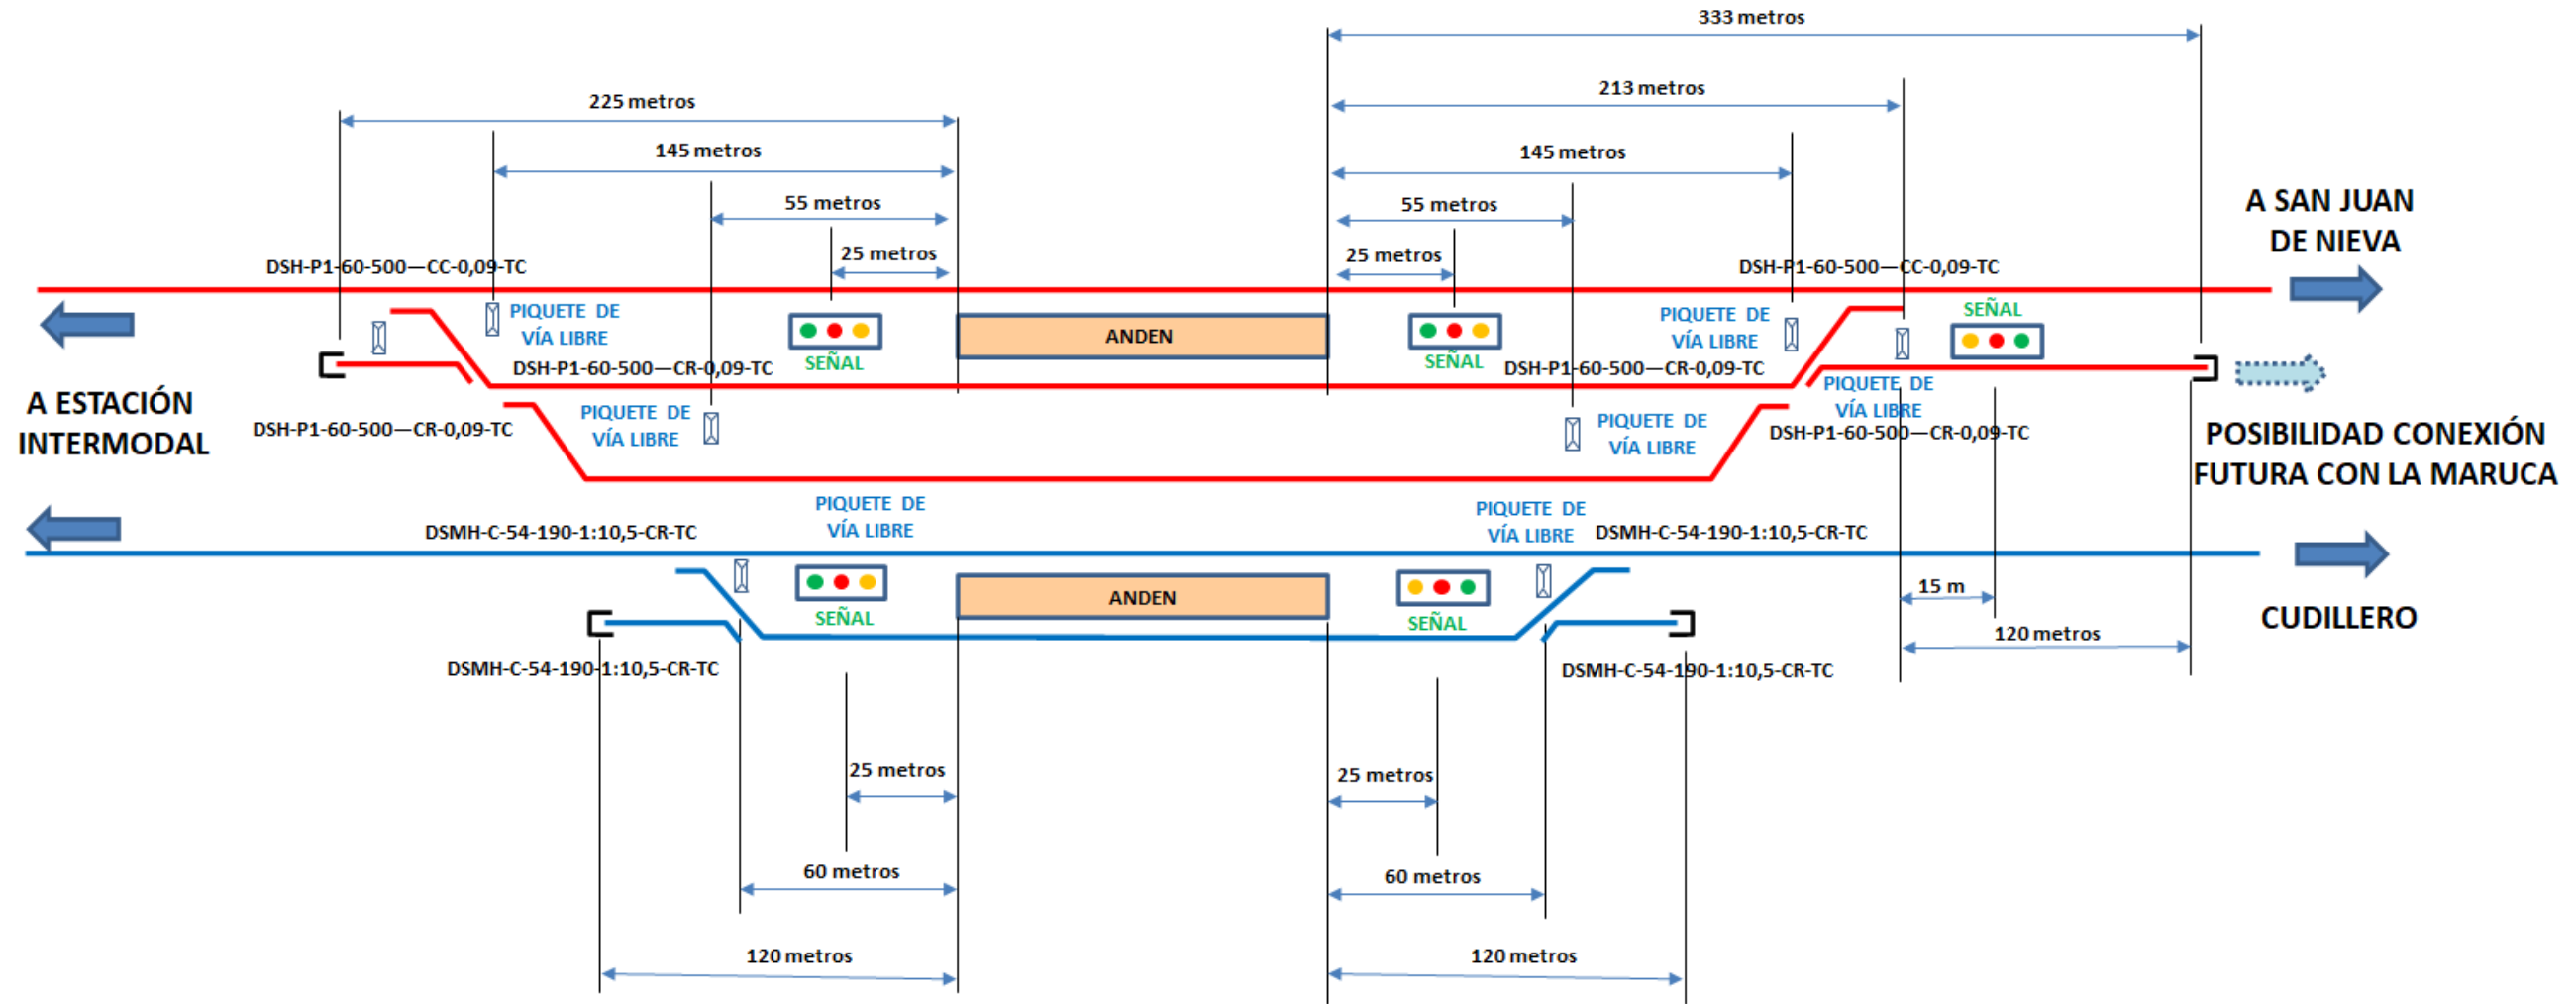 333 metros
225 metros
213 metros
145 metros
145 metros
55 metros
55 metros
25 metros
25 metros
A SAN JUAN
DE NIEVA
DSH-P1-60-500—CC-0,09-TC
DSH-P1-60-500—CC-0,09-TC
PIQUETE DE
VÍA LIBRE
SEÑAL
ANDEN
SEÑAL
PIQUETE DE
VÍA LIBRE
SEÑAL
DSH-P1-60-500—CR-0,09-TC
DSH-P1-60-500—CR-0,09-TC
PIQUETE DE
VÍA LIBRE
A ESTACIÓN
INTERMODAL
DSH-P1-60-500—CR-0,09-TC
PIQUETE DE
VÍA LIBRE
PIQUETE DE
VÍA LIBRE
DSH-P1-60-500—CR-0,09-TC
POSIBILIDAD CONEXIÓN
FUTURA CON LA MARUCA
DSMH-C-54-190-1:10,5-CR-TC
PIQUETE DE
VÍA LIBRE
PIQUETE DE
VÍA LIBRE
DSMH-C-54-190-1:10,5-CR-TC
SEÑAL
ANDEN
SEÑAL
15 m
CUDILLERO
120 metros
DSMH-C-54-190-1:10,5-CR-TC
DSMH-C-54-190-1:10,5-CR-TC
25 metros
25 metros
60 metros
60 metros
120 metros
120 metros